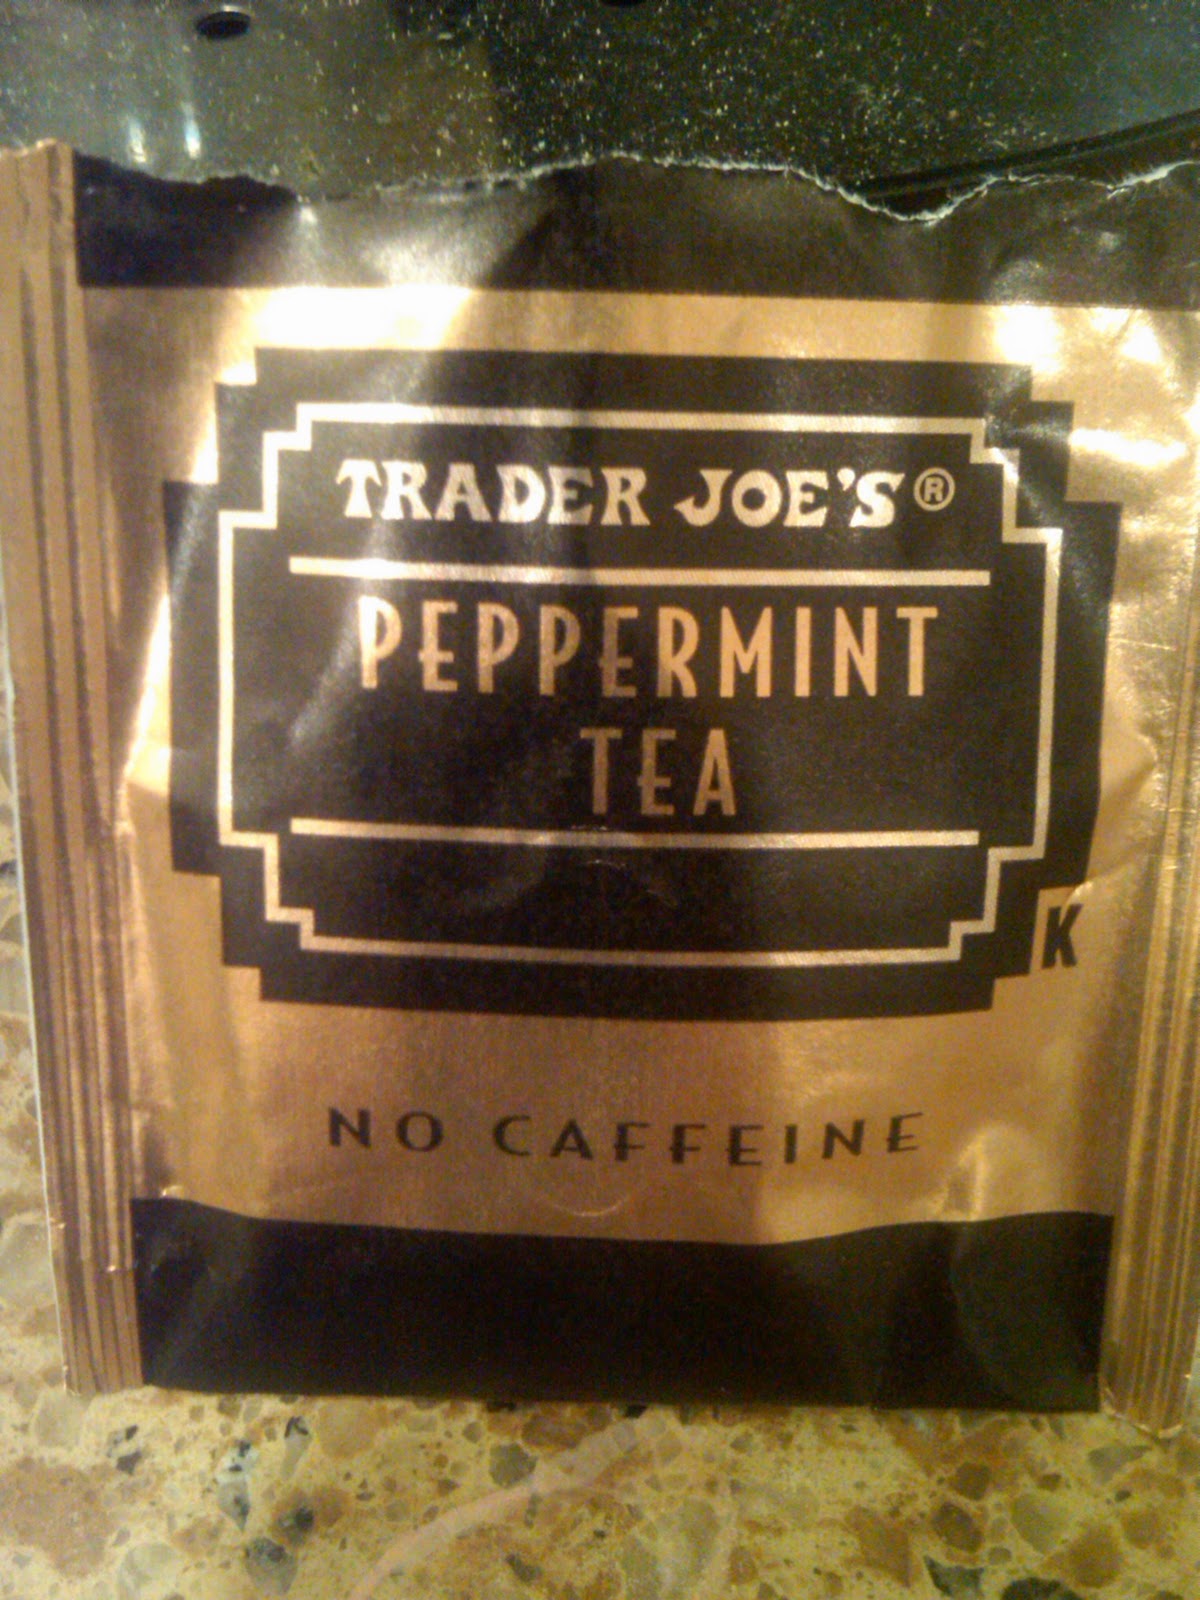 TRADER JOE'S®
PEPPERMINT
TEA
K
NO CAFFEINE